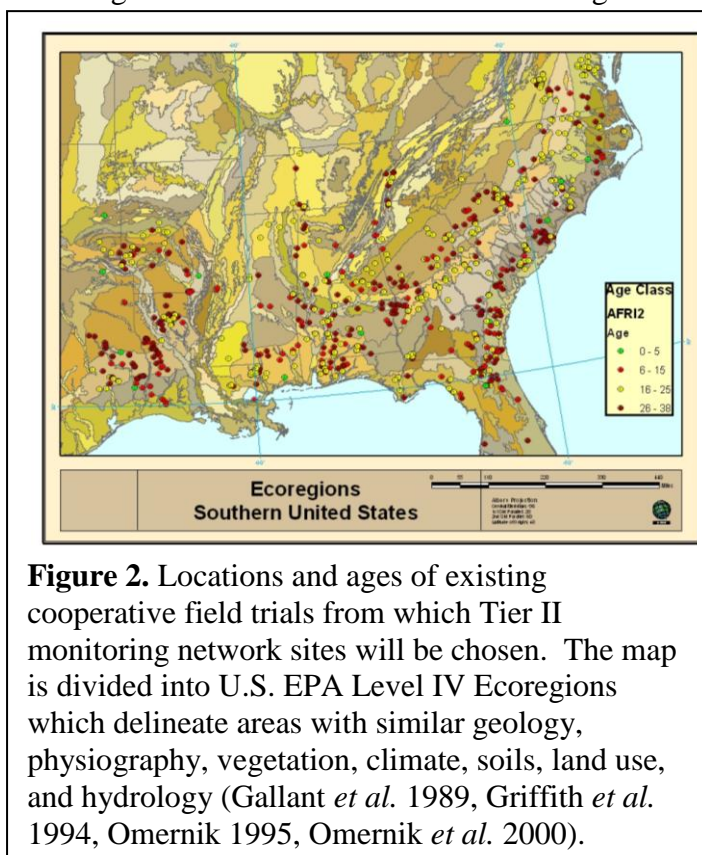 Age Class
AFRI2
Age
0 - 5
6 - 15
16 - 25
26 - 38
Ecoregions
Southern United States
Albers Projection
Figure 2. Locations and ages of existing
cooperative field trials from which Tier II
monitoring network sites will be chosen. The map
is divided into U.S. EPA Level IV Ecoregions
which delineate areas with similar geology,
physiography, vegetation, climate, soils, land use,
and hydrology (Gallant et al. 1989, Griffith et al.
1994, Omernik 1995, Omernik et al. 2000).